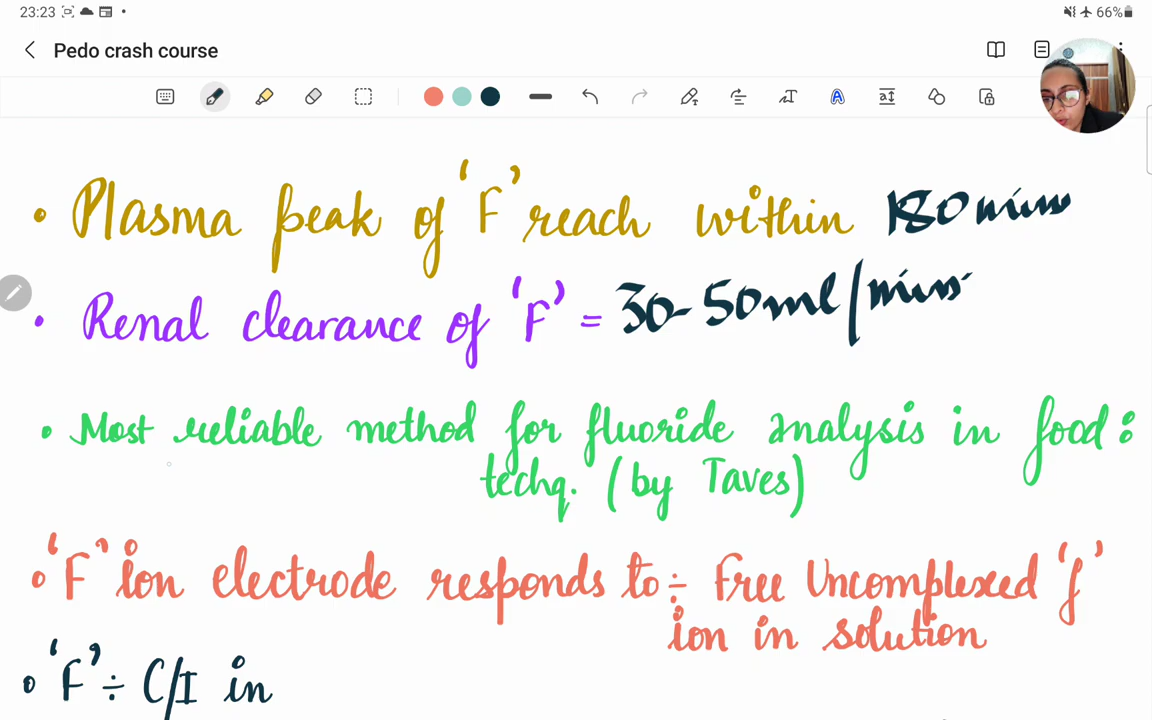 23:23
66%
Pedo crash course
• Plasma peak of 'F' reach within 180 mins
• Renal clearance of 'F' = 30-50ml/mins
• Most reliable method for fluoride analysis in food :
techq. (by Taves)
• 'F' ion electrode responds to ÷ Free Uncomplexed 'f'
ion in solution
• 'F' ÷ C/I in